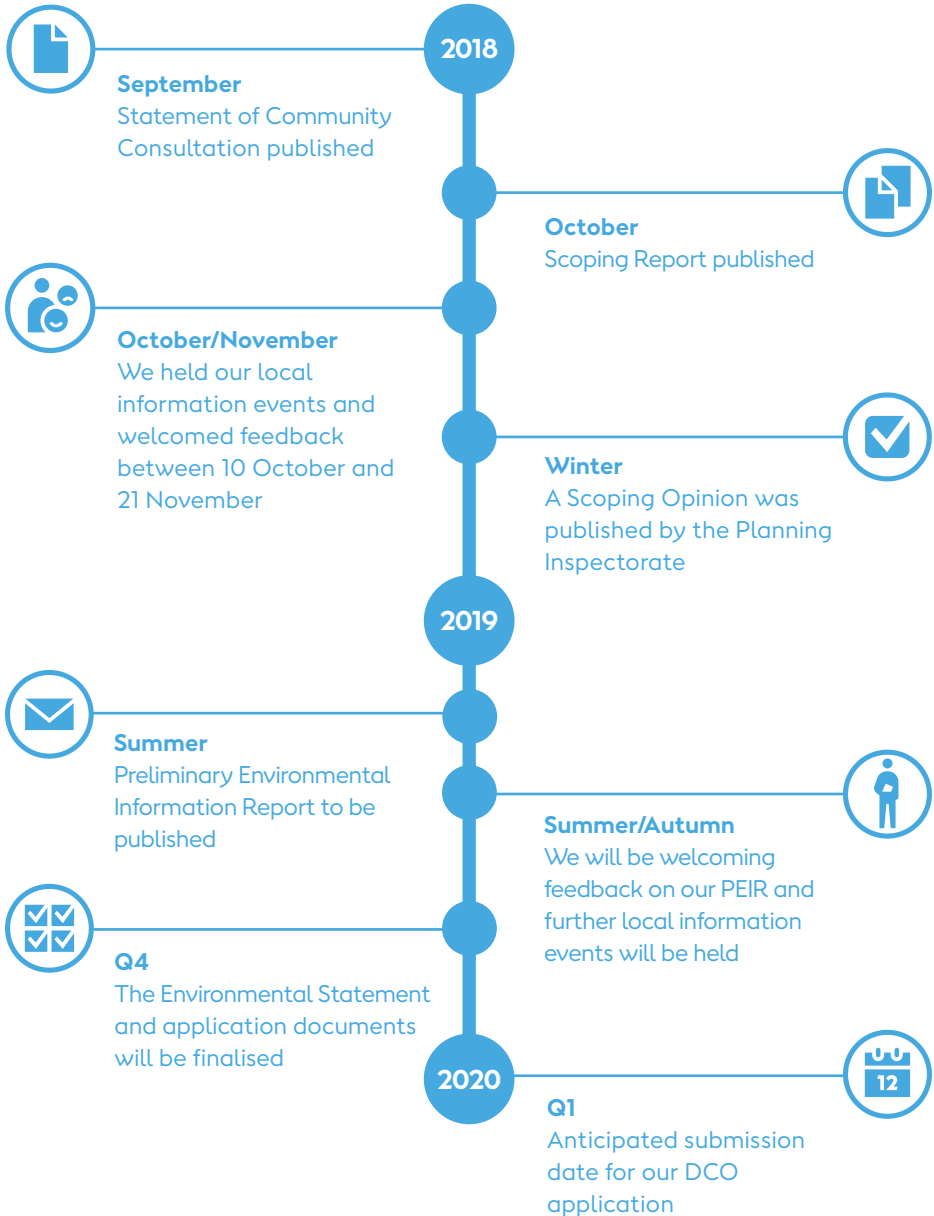 2018
September
Statement of Community
Consultation published
October
Scoping Report published
October/November
We held our local
information events and
welcomed feedback
between 10 October and
21 November
Winter
A Scoping Opinion was
published by the Planning
Inspectorate
2019
Summer
Preliminary Environmental
Information Report to be
published
Summer/Autumn
We will be welcoming
feedback on our PEIR and
further local information
events will be held
Q4
The Environmental Statement
and application documents
will be finalised
2020
12
Q1
Anticipated submission
date for our DCO
application